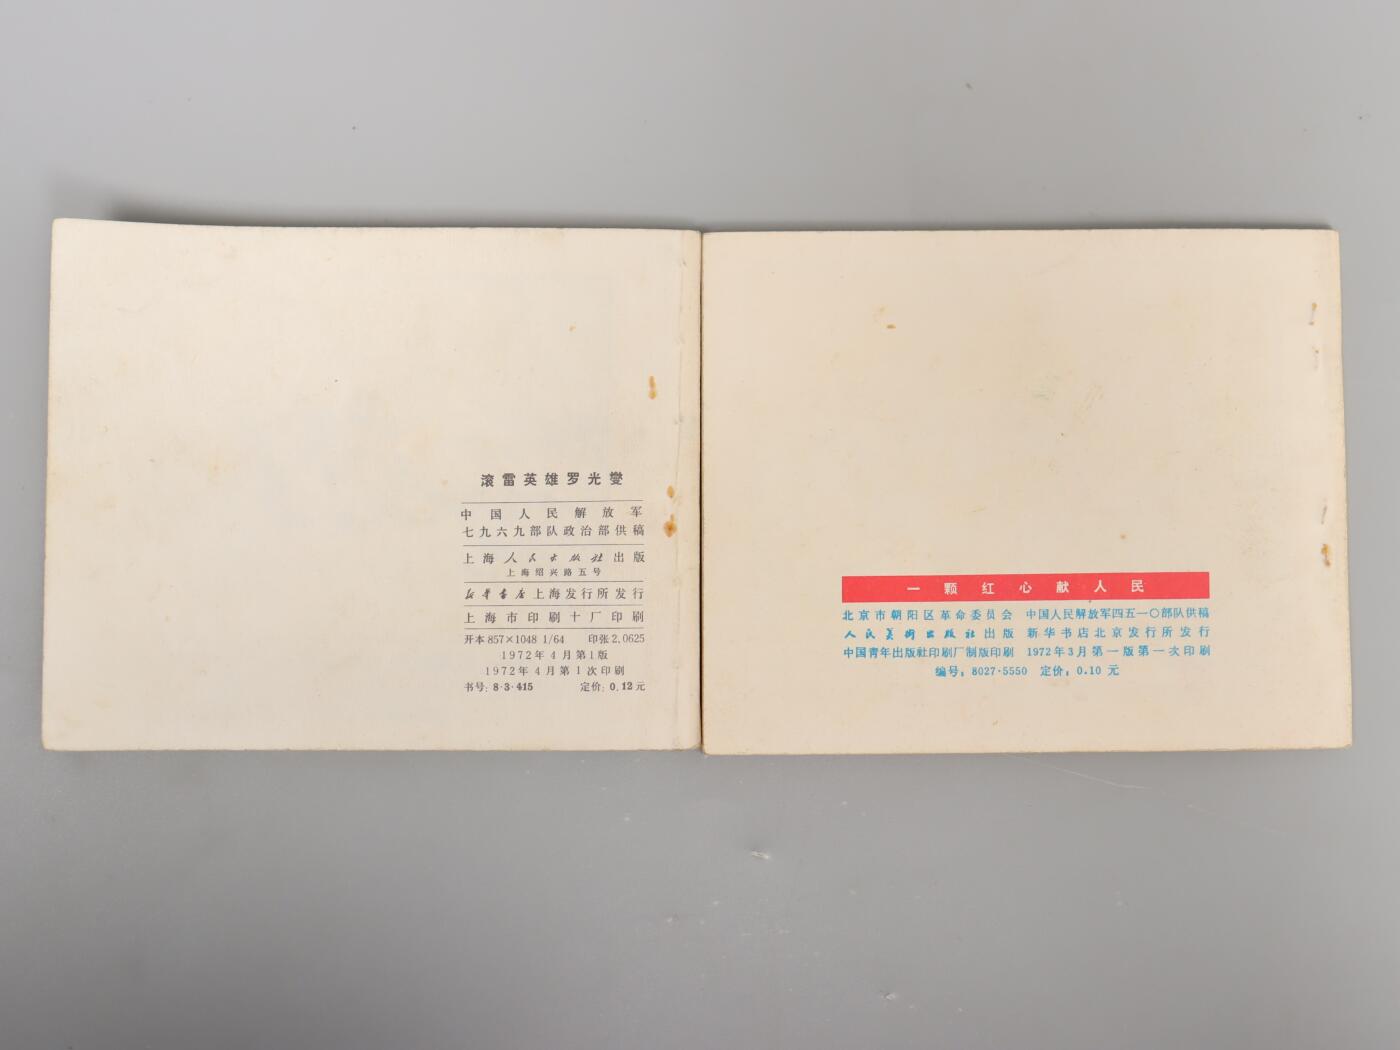 滚雷英雄罗光燮
中国人民解放军
七九六九部队政治部供稿
上海人民出版社出版
上海绍兴路五号
新华书店上海发行所发行
上海市印刷十厂印刷
开本857×1048 1/64 印张2.0625
1972年4月第1版
1972年4月第1次印刷
书号: 8·3·415 定价: 0.12元
一颗红心献人民
北京市朝阳区革命委员会 中国人民解放军四五一〇部队供稿
人民美术出版社出版 新华书店北京发行所发行
中国青年出版社印刷厂制版印刷 1972年3月第一版第一次印刷
编号: 8027·5550 定价: 0.10元